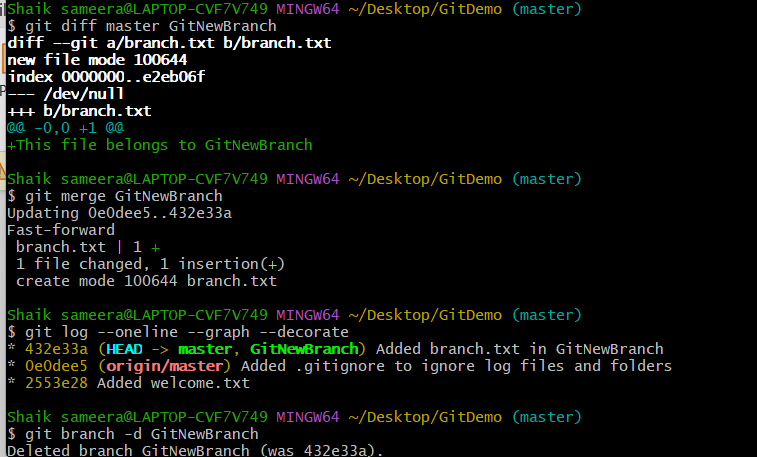 Shaik sameera@LAPTOP-CVF7V749 MINGW64 ~/Desktop/GitDemo (master)
$ git diff master GitNewBranch
diff --git a/branch.txt b/branch.txt
new file mode 100644
index 0000000..e2eb06f
--- /dev/null
+++ b/branch.txt
@@ -0,0 +1 @@
+This file belongs to GitNewBranch
Shaik sameera@LAPTOP-CVF7V749 MINGW64 ~/Desktop/GitDemo (master)
$ git merge GitNewBranch
Updating 0e0dee5..432e33a
Fast-forward
 branch.txt | 1 +
 1 file changed, 1 insertion(+)
 create mode 100644 branch.txt
Shaik sameera@LAPTOP-CVF7V749 MINGW64 ~/Desktop/GitDemo (master)
$ git log --oneline --graph --decorate
* 432e33a (HEAD -> master, GitNewBranch) Added branch.txt in GitNewBranch
* 0e0dee5 (origin/master) Added .gitignore to ignore log files and folders
* 2553e28 Added welcome.txt
Shaik sameera@LAPTOP-CVF7V749 MINGW64 ~/Desktop/GitDemo (master)
$ git branch -d GitNewBranch
Deleted branch GitNewBranch (was 432e33a).